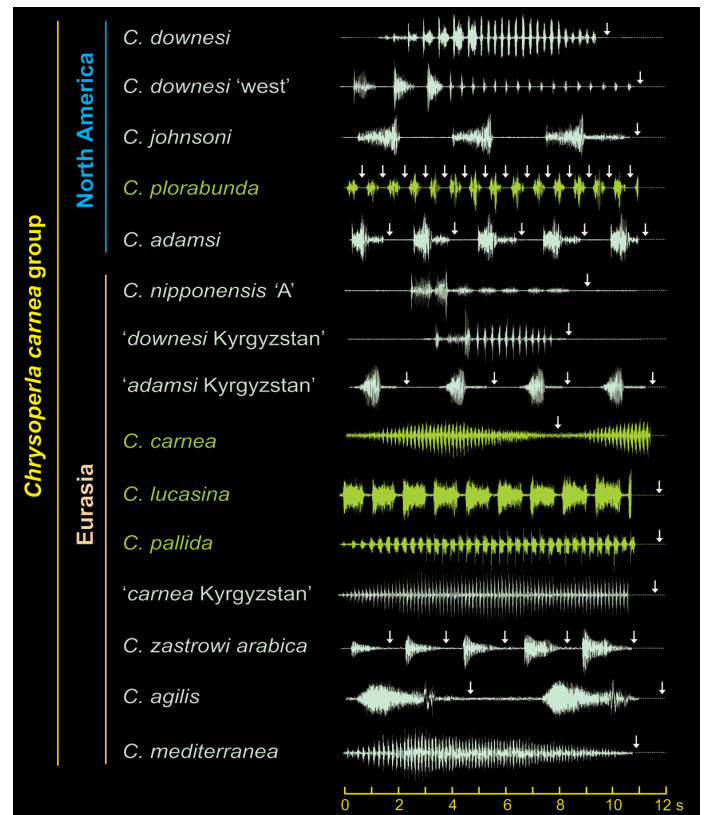 Chrysoperla carnea group
North America
C. downesi
C. downesi ‘west’
C. johnsoni
C. plorabunda
C. adamsi
Eurasia
C. nipponensis ‘A’
‘downesi Kyrgyzstan’
‘adamsi Kyrgyzstan’
C. carnea
C. lucasina
C. pallida
‘carnea Kyrgyzstan’
C. zastrowi arabica
C. agilis
C. mediterranea
0 2 4 6 8 10 12 s